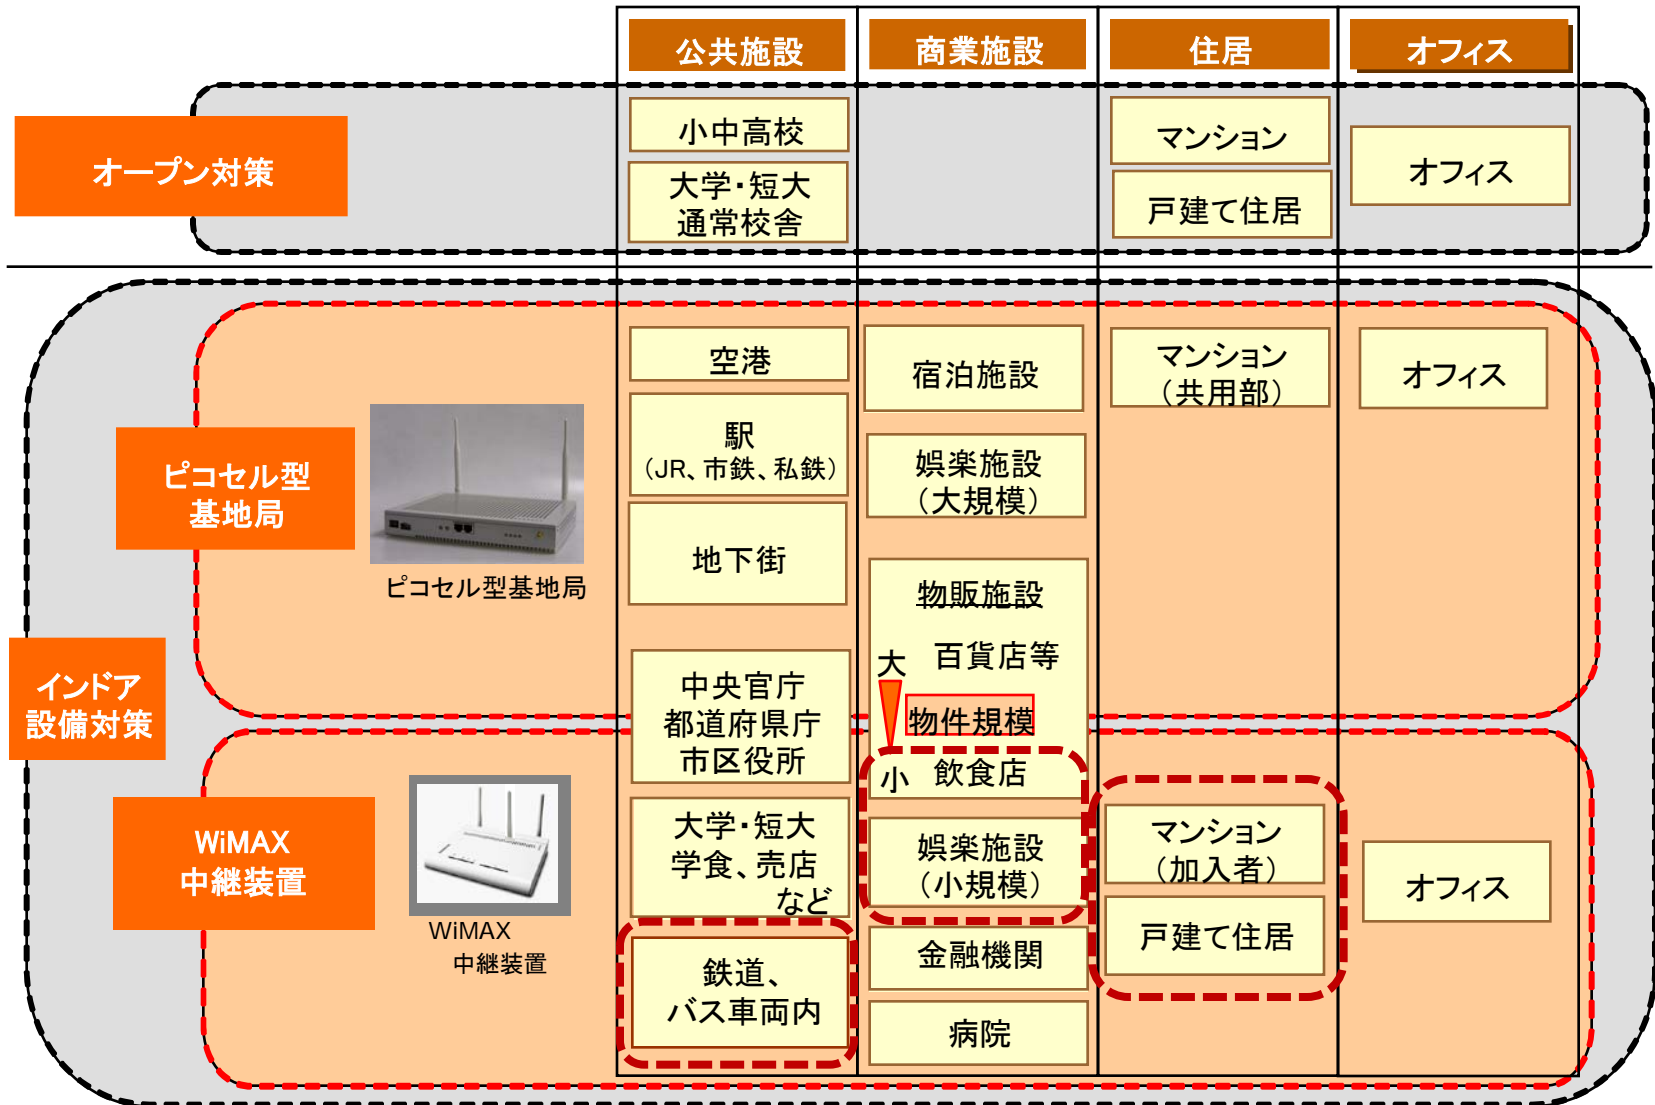 公共施設
商業施設
住居
オフィス
オープン対策
小中高校
大学・短大
通常校舎
マンション
戸建て住居
オフィス
インドア
設備対策
ピコセル型
基地局
ピコセル型基地局
空港
駅
（JR、市鉄、私鉄）
地下街
中央官庁
都道府県庁
市区役所
宿泊施設
娯楽施設
（大規模）
物販施設
百貨店等
大
物件規模
小
飲食店
マンション
（共用部）
オフィス
WiMAX
中継装置
WiMAX
中継装置
大学・短大
学食、売店
など
鉄道、
バス車両内
娯楽施設
（小規模）
金融機関
病院
マンション
（加入者）
戸建て住居
オフィス